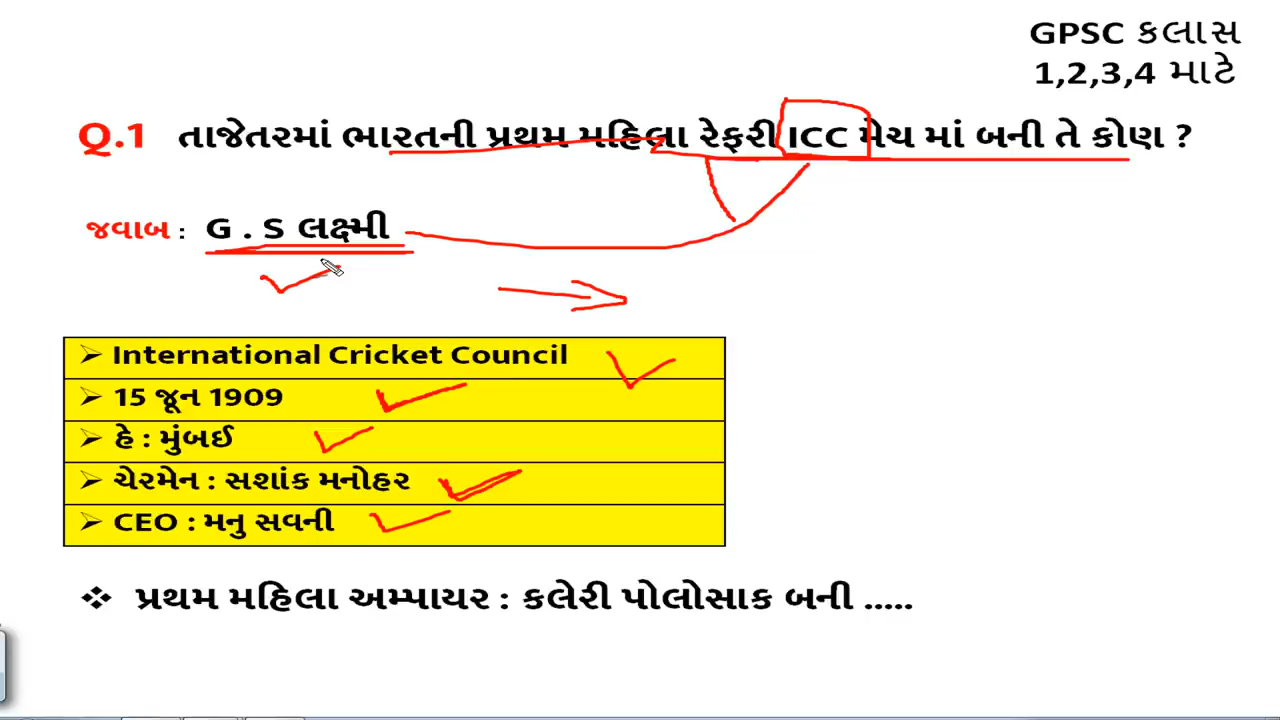 GPSC કલાસ
1,2,3,4 માટે
Q.1 તાજેતરમાં ભારતની પ્રથમ મહિલા રેફરી ICC મેચ માં બની તે કોણ ?
જવાબ : G . S લક્ષ્મી
➢ International Cricket Council
➢ 15 જૂન 1909
➢ હે : મુંબઈ
➢ ચેરમેન : સશાંક મનોહર
➢ CEO : મનુ સવની
❖ પ્રથમ મહિલા અમ્પાયર : કલેરી પોલોસાક બની .....